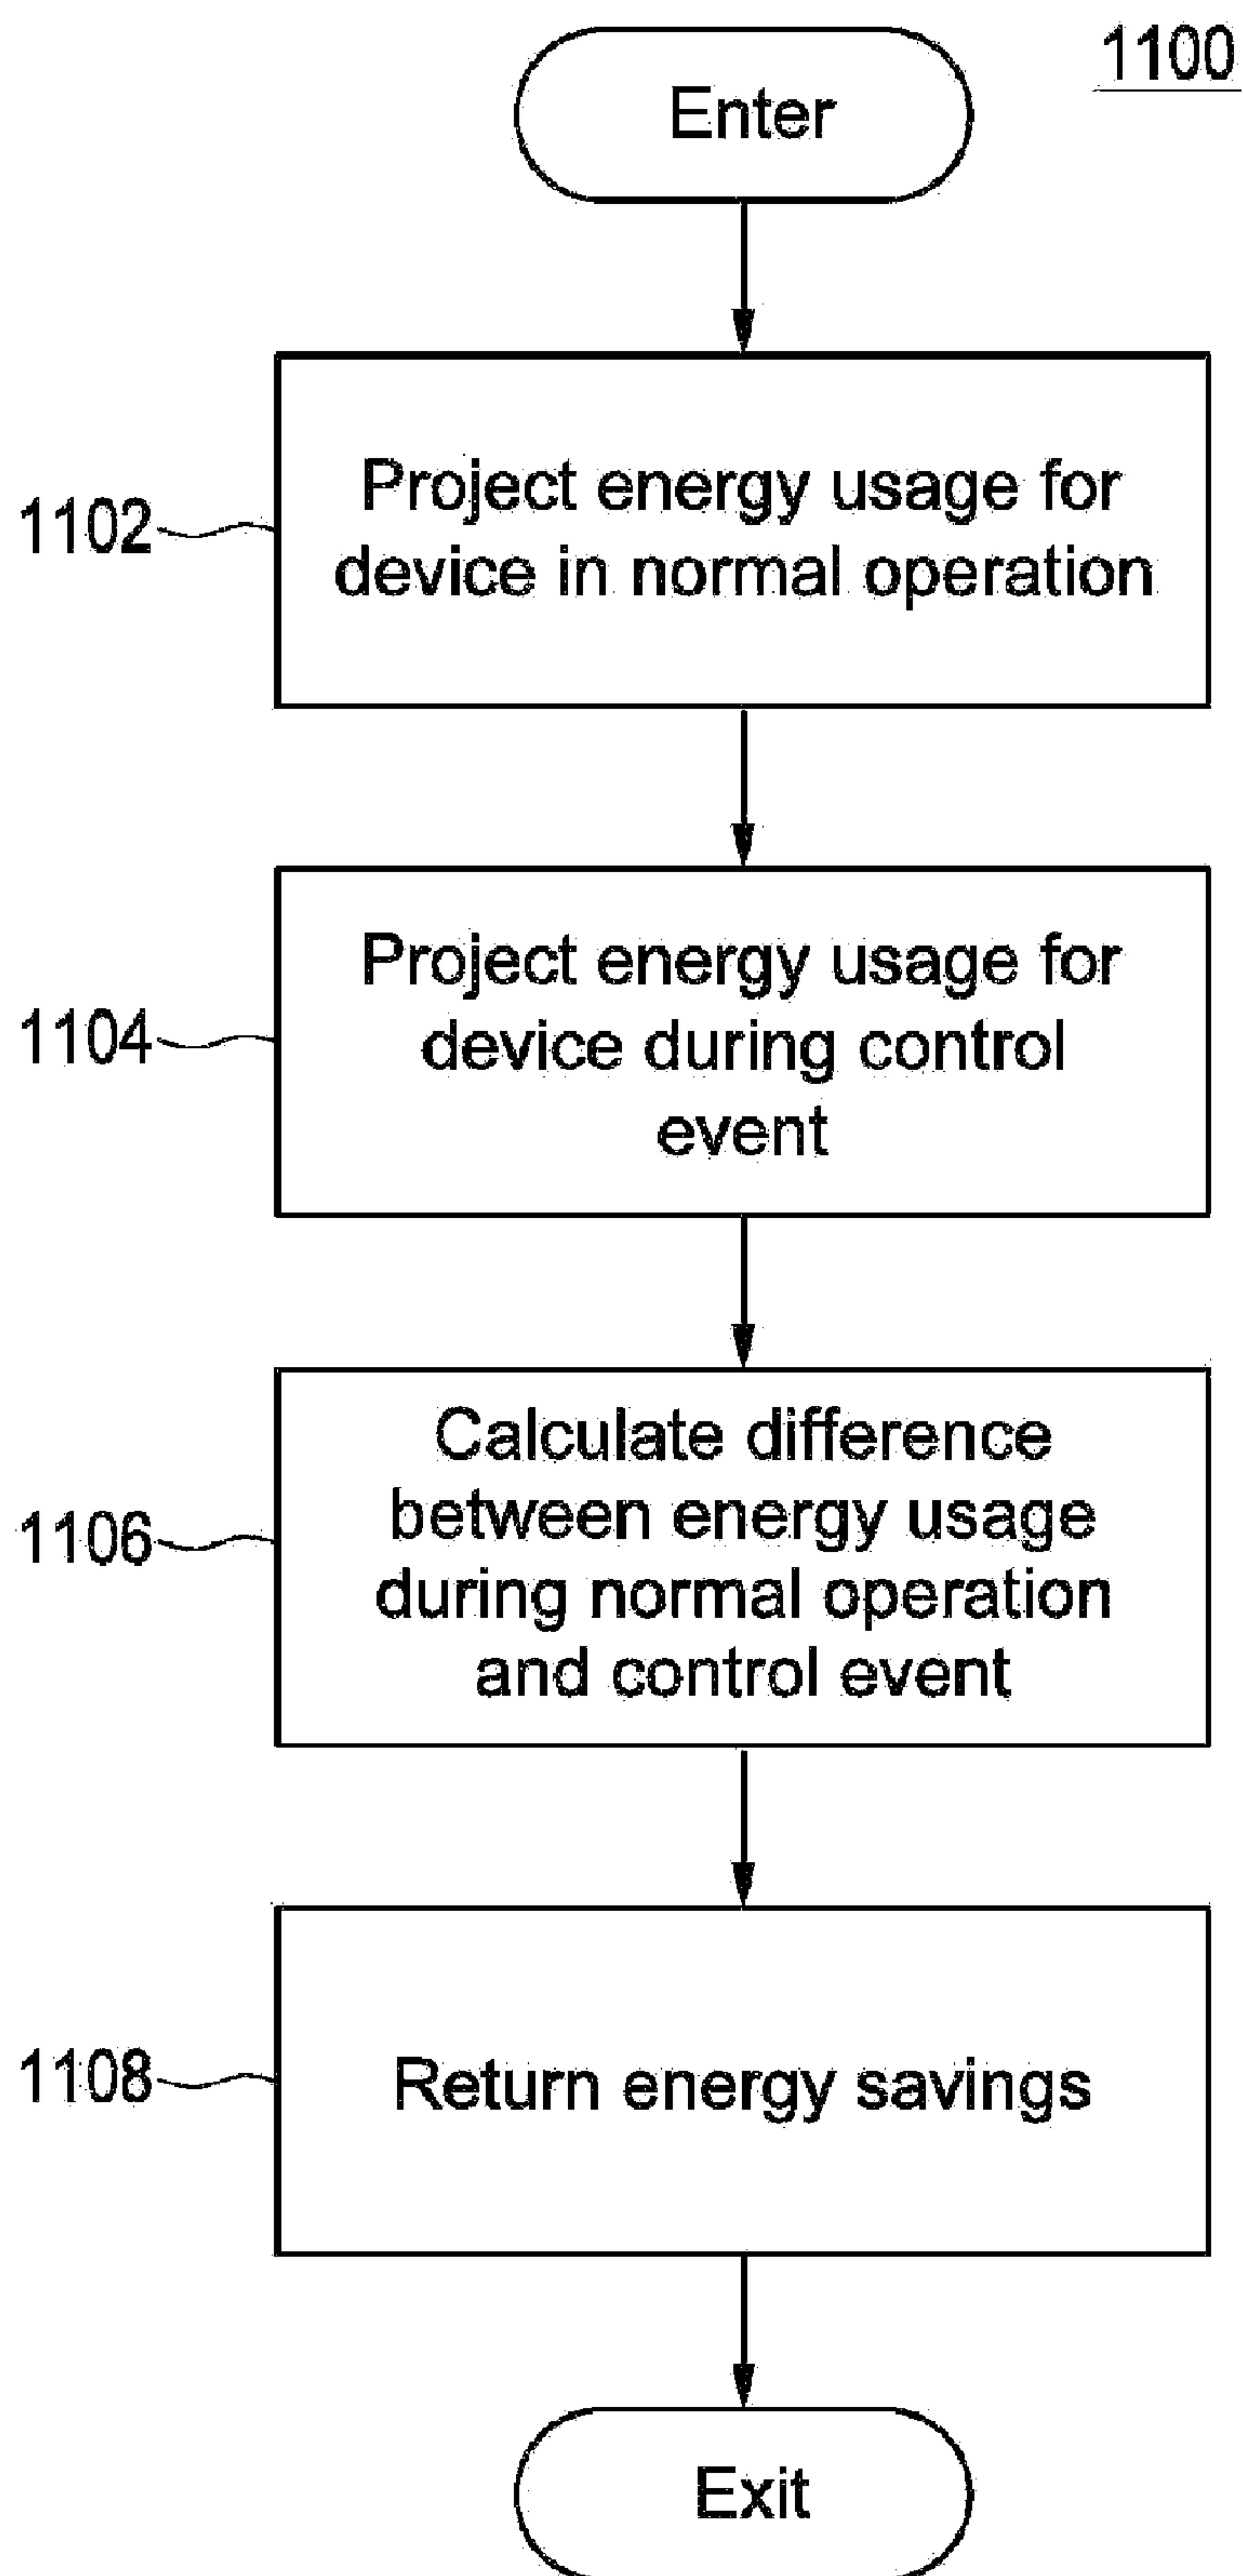 1100
Enter
1102
Project energy usage for
device in normal operation
1104
Project energy usage for
device during control
event
1106
Calculate difference
between energy usage
during normal operation
and control event
1108
Return energy savings
Exit